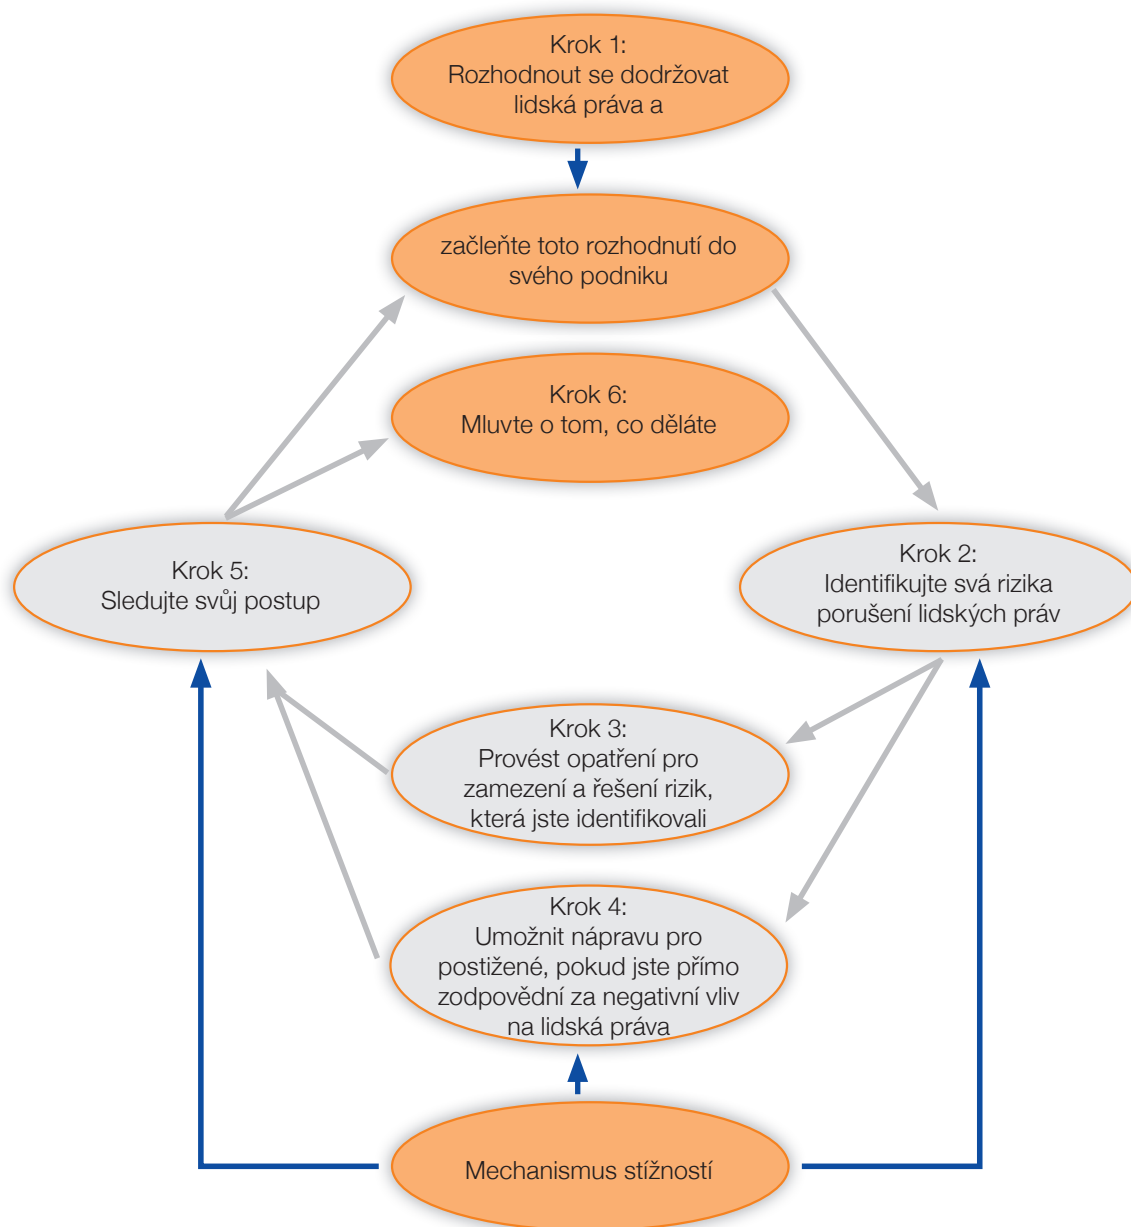 Krok 1:
Rozhodnout se dodržovat
lidská práva a
začleňte toto rozhodnutí do
svého podniku
Krok 6:
Mluvte o tom, co děláte
Krok 5:
Sledujte svůj postup
Krok 2:
Identifikujte svá rizika
porušení lidských práv
Krok 3:
Provést opatření pro
zamezení a řešení rizik,
která jste identifikovali
Krok 4:
Umožnit nápravu pro
postižené, pokud jste přímo
zodpovědní za negativní vliv
na lidská práva
Mechanismus stížností